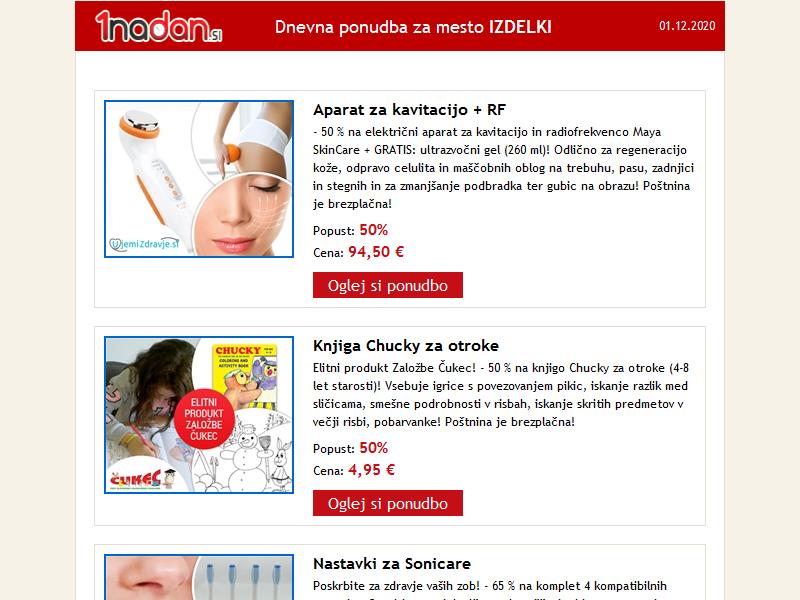 1nadan.SI
Dnevna ponudba za mesto IZDELKI
01.12.2020
Aparat za kavitacijo + RF
- 50 % na električni aparat za kavitacijo in radiofrekvenco Maya
SkinCare + GRATIS: ultrazvočni gel (260 ml)! Odlično za regeneracijo
kože, odpravo celulita in maščobnih oblog na trebuhu, pasu, zadnjici
in stegnih in za zmanjšanje podbradka ter gubic na obrazu! Poštnina
je brezplačna!
UjemiZdravje.si
Popust: 50%
Cena: 94,50 €
Oglej si ponudbo
Knjiga Chucky za otroke
Elitni produkt Založbe Čukec! - 50 % na knjigo Chucky za otroke (4-8
let starosti)! Vsebuje igrice s povezovanjem pikic, iskanje razlik med
sličicama, smešne podrobnosti v risbah, iskanje skritih predmetov v
večji risbi, pobarvanke! Poštnina je brezplačna!
CHUCKY
COLORING AND
ACTIVITY BOOK
ELITNI
PRODUKT
ZALOŽBE
ČUKEC
ČUKEC
Popust: 50%
Cena: 4,95 €
Oglej si ponudbo
Nastavki za Sonicare
Poskrbite za zdravje vaših zob! - 65 % na komplet 4 kompatibilnih